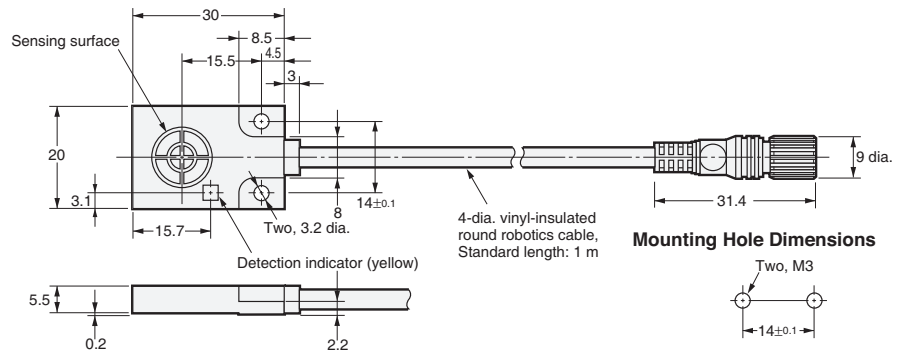 30
8.5
Sensing surface
15.5
4.5
3
20
9 dia.
3.1
8
14±0.1
31.4
Two, 3.2 dia.
15.7
4-dia. vinyl-insulated
round robotics cable,
Standard length: 1 m
Mounting Hole Dimensions
Detection indicator (yellow)
Two, M3
5.5
14±0.1
0.2
2.2